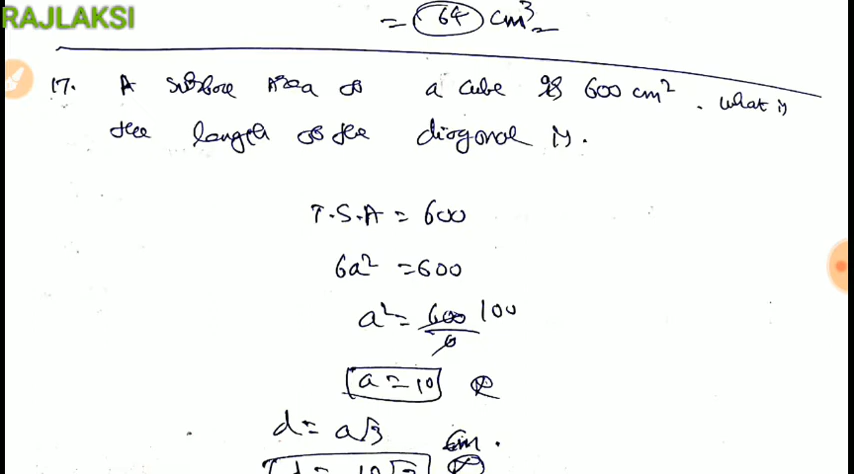 RAJLAKSI
= 64 cm³
17. A surface Area of a cube is 600 cm². what is
the length of the diagonal is.
T.S.A = 600
6a² = 600
a² = 600/6 100
a = 10
d = a√3 cm.
d = 10√3